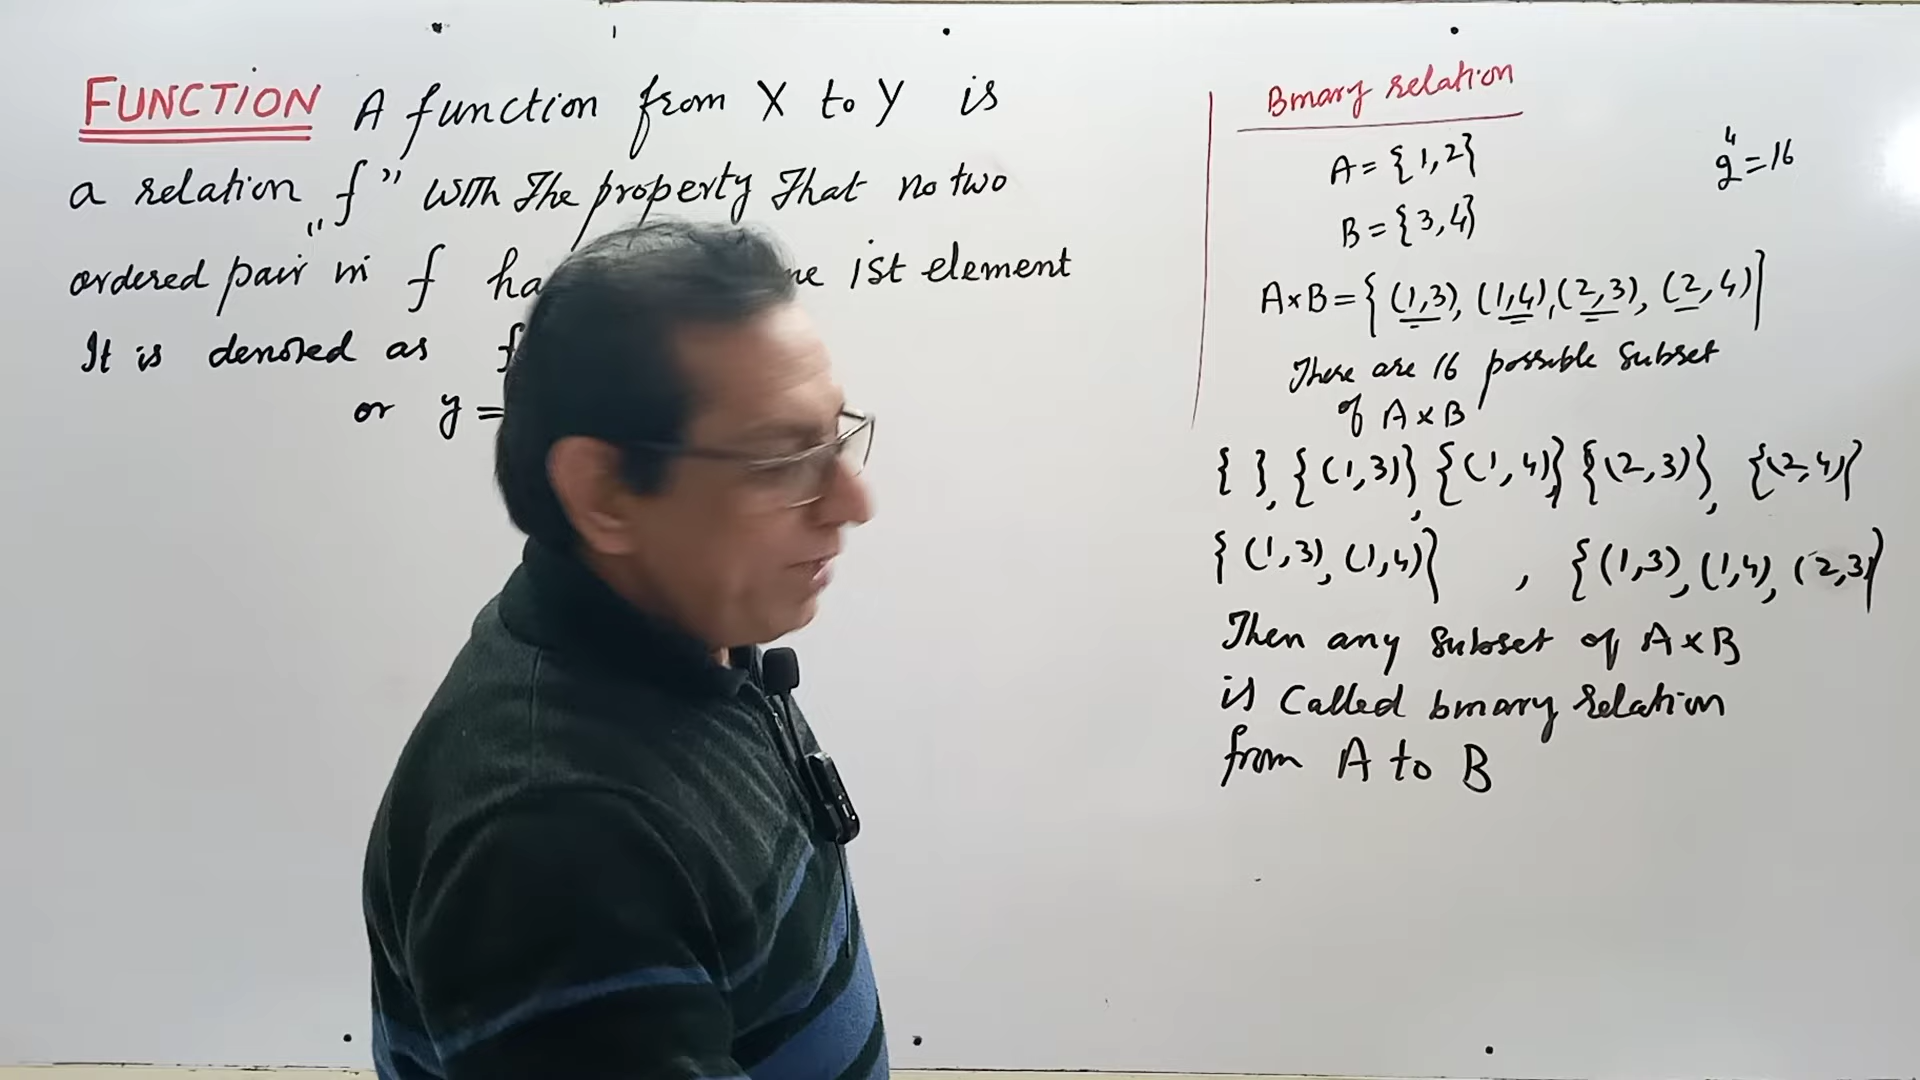 FUNCTION A function from X to Y is
a relation "f" with the property that no two
ordered pair in f ha ne 1st element
It is denoted as f
or y =
Binary relation
A = {1,2}
B = {3,4}
2⁴ = 16
A×B = { (1,3), (1,4), (2,3), (2,4)}
There are 16 possible subset
of A × B
{ }, {(1,3)}, {(1,4)}, {(2,3)}, {(2,4)}
{(1,3), (1,4)} , {(1,3), (1,4), (2,3)}
Then any subset of A×B
is called binary relation
from A to B